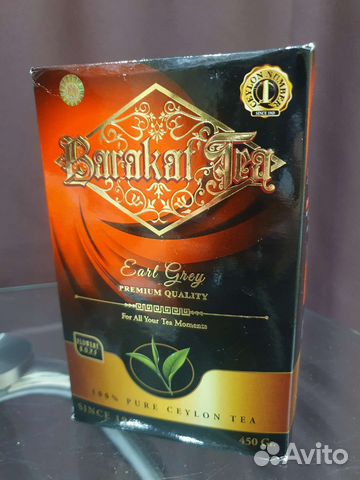 CEYLON NUMBER
1
SINCE 1969
Barakat Tea
Earl Grey
PREMIUM QUALITY
For All Your Tea Moments
100% PURE CEYLON TEA
SINCE
450 G
Avito